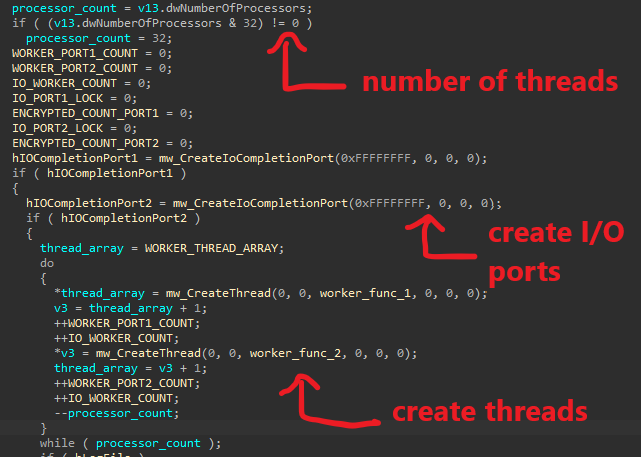 processor_count = v13.dwNumberOfProcessors;
if ( (v13.dwNumberOfProcessors & 32) != 0 )
processor_count = 32;
WORKER_PORT1_COUNT = 0;
WORKER_PORT2_COUNT = 0;
IO_WORKER_COUNT = 0;
IO_PORT1_LOCK = 0;
ENCRYPTED_COUNT_PORT1 = 0;
IO_PORT2_LOCK = 0;
ENCRYPTED_COUNT_PORT2 = 0;
hIOCompletionPort1 = mw_CreateIoCompletionPort(0xFFFFFFFF, 0, 0, 0);
if ( hIOCompletionPort1 )
{
hIOCompletionPort2 = mw_CreateIoCompletionPort(0xFFFFFFFF, 0, 0, 0);
if ( hIOCompletionPort2 )
{
thread_array = WORKER_THREAD_ARRAY;
do
{
*thread_array = mw_CreateThread(0, 0, worker_func_1, 0, 0, 0);
v3 = thread_array + 1;
++WORKER_PORT1_COUNT;
++IO_WORKER_COUNT;
*v3 = mw_CreateThread(0, 0, worker_func_2, 0, 0, 0);
thread_array = v3 + 1;
++WORKER_PORT2_COUNT;
++IO_WORKER_COUNT;
--processor_count;
}
while ( processor_count );
if ( hLogFile )
number of threads
create I/O
ports
create threads